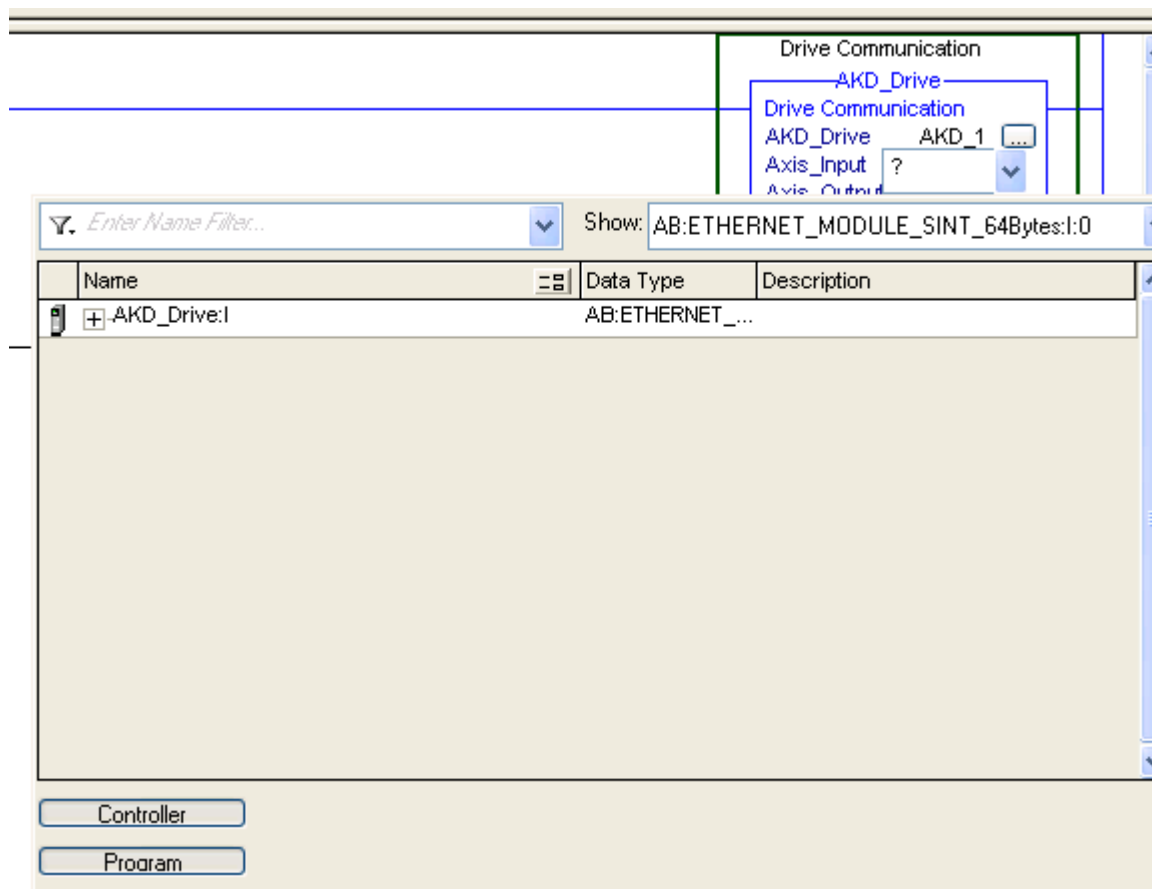 Drive Communication
AKD_Drive
Drive Communication
AKD_Drive AKD_1 ...
Axis_Input ?
Axis_Output
Enter Name Filter... Show: AB:ETHERNET_MODULE_SINT_64Bytes:I:0
Name Data Type Description
AKD_Drive:I AB:ETHERNET_...
Controller
Program